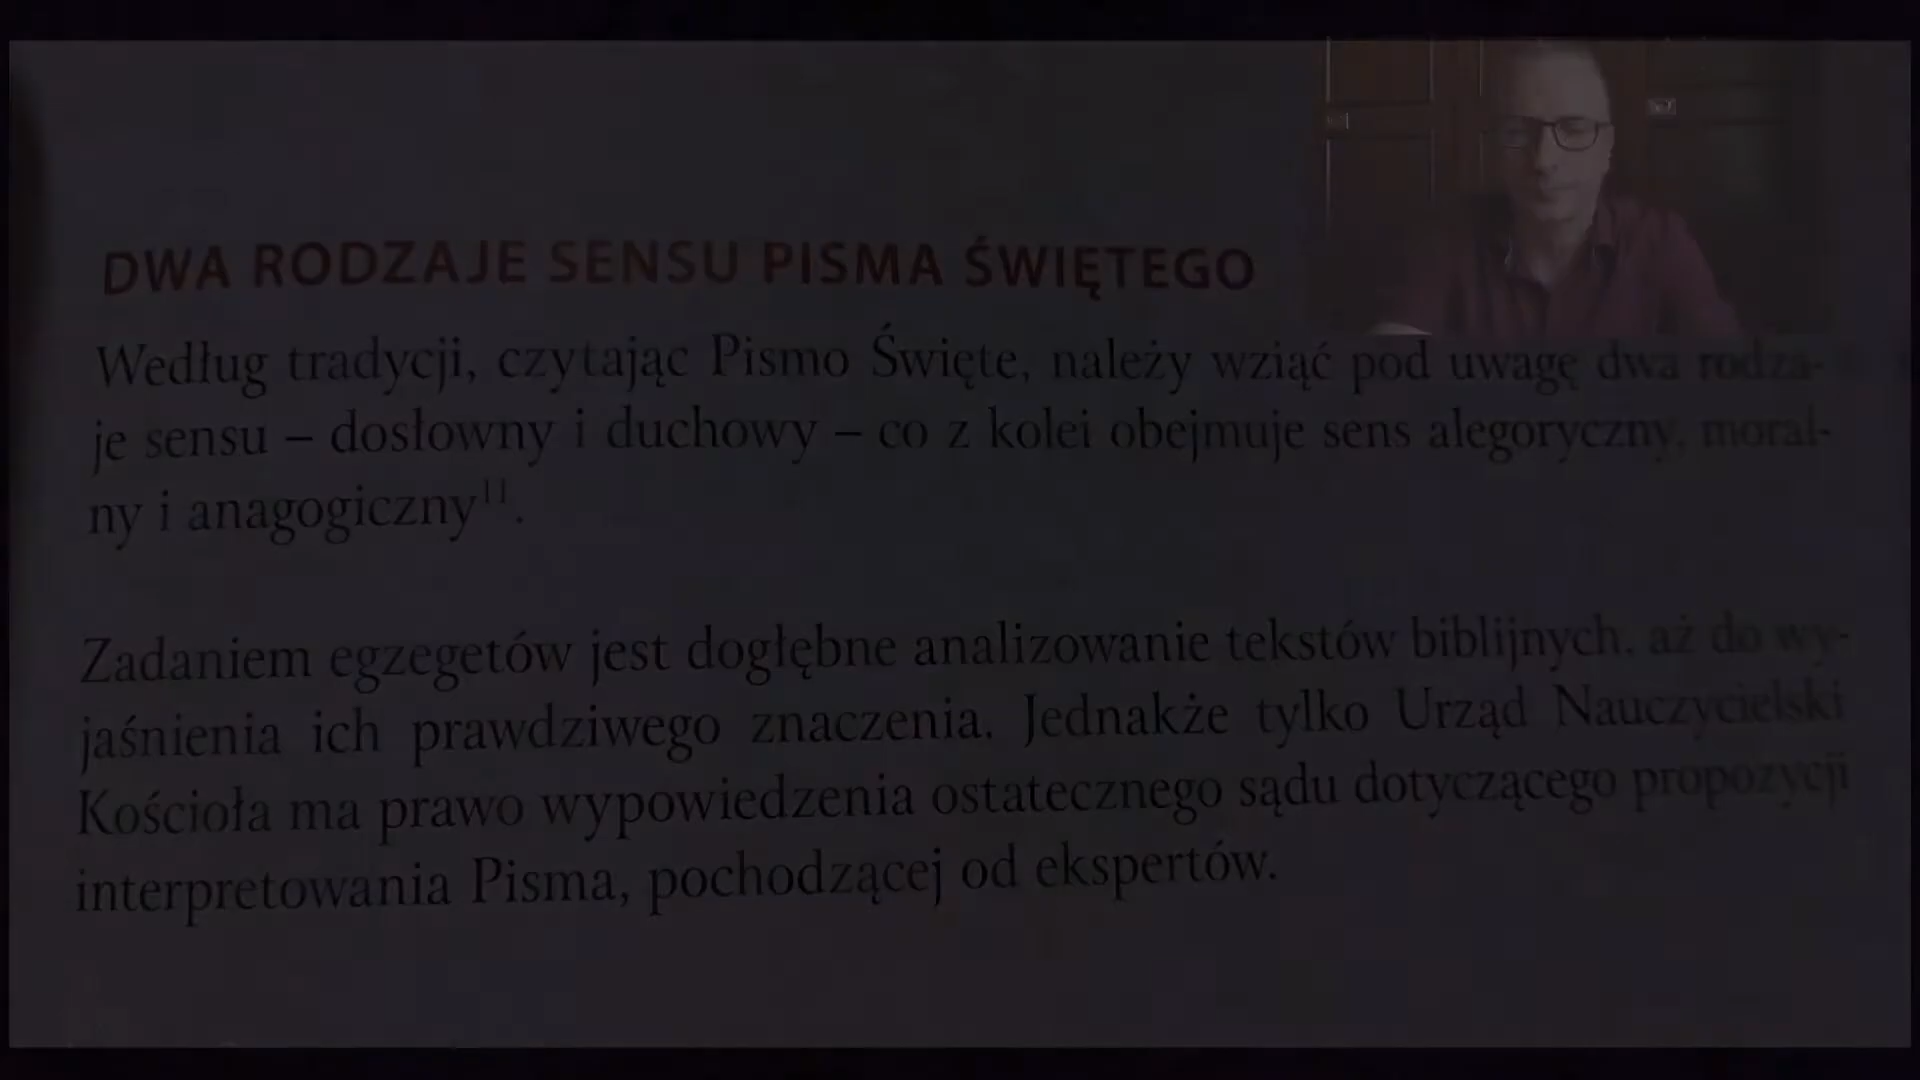 DWA RODZAJE SENSU PISMA ŚWIĘTEGO
Według tradycji, czytając Pismo Święte, należy wziąć pod uwagę dwa rodza-
je sensu – dosłowny i duchowy – co z kolei obejmuje sens alegoryczny, moral-
ny i anagogiczny¹¹.
Zadaniem egzegetów jest dogłębne analizowanie tekstów biblijnych, aż do wy-
jaśnienia ich prawdziwego znaczenia. Jednakże tylko Urząd Nauczycielski
Kościoła ma prawo wypowiedzenia ostatecznego sądu dotyczącego propozycji
interpretowania Pisma, pochodzącej od ekspertów.